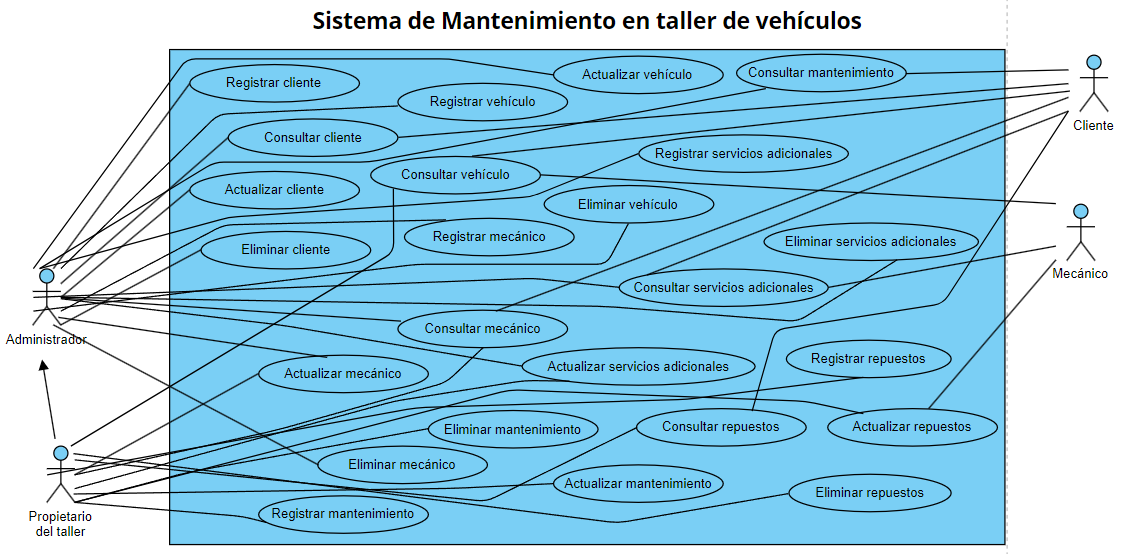 Sistema de Mantenimiento en taller de vehículos
Registrar cliente
Actualizar vehículo
Consultar mantenimiento
Registrar vehículo
Cliente
Consultar cliente
Registrar servicios adicionales
Consultar vehículo
Actualizar cliente
Eliminar vehículo
Registrar mecánico
Eliminar cliente
Eliminar servicios adicionales
Mecánico
Consultar servicios adicionales
Administrador
Consultar mecánico
Registrar repuestos
Actualizar mecánico
Actualizar servicios adicionales
Eliminar mantenimiento
Consultar repuestos
Actualizar repuestos
Eliminar mecánico
Actualizar mantenimiento
Eliminar repuestos
Registrar mantenimiento
Propietario
del taller